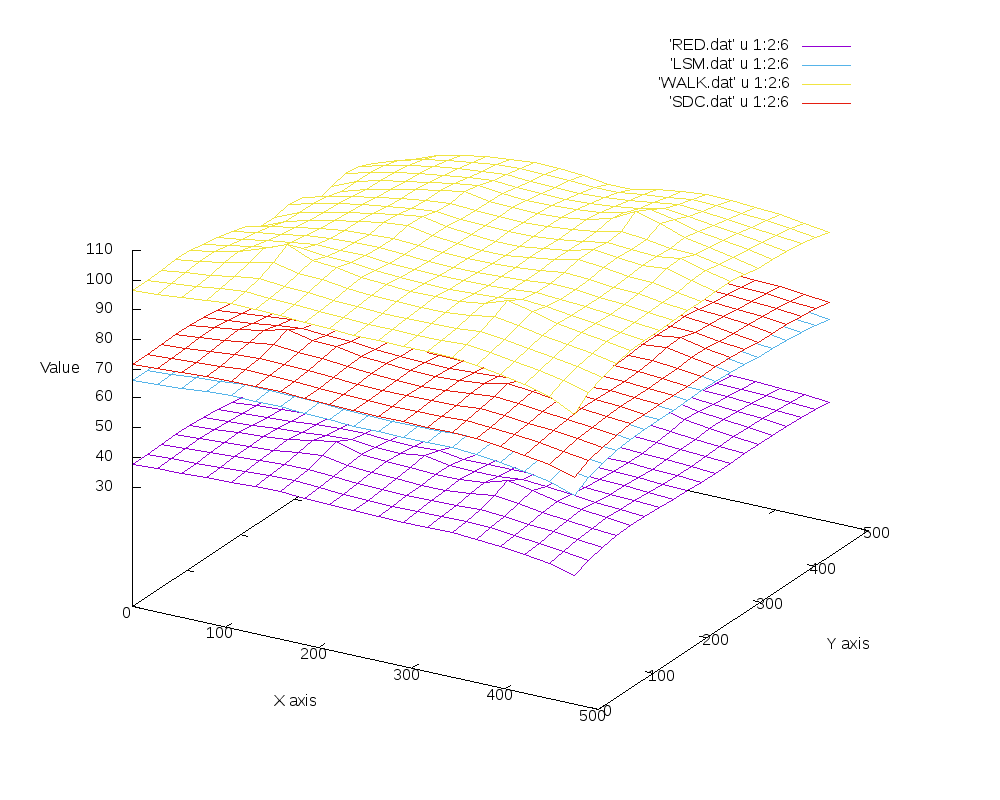 'RED.dat' u 1:2:6
'LSM.dat' u 1:2:6
'WALK.dat' u 1:2:6
'SDC.dat' u 1:2:6
110
100
90
80
Value 70
60
50
40
30
0
100
200
300
400
500
X axis
0
100
200
300
400
500
Y axis